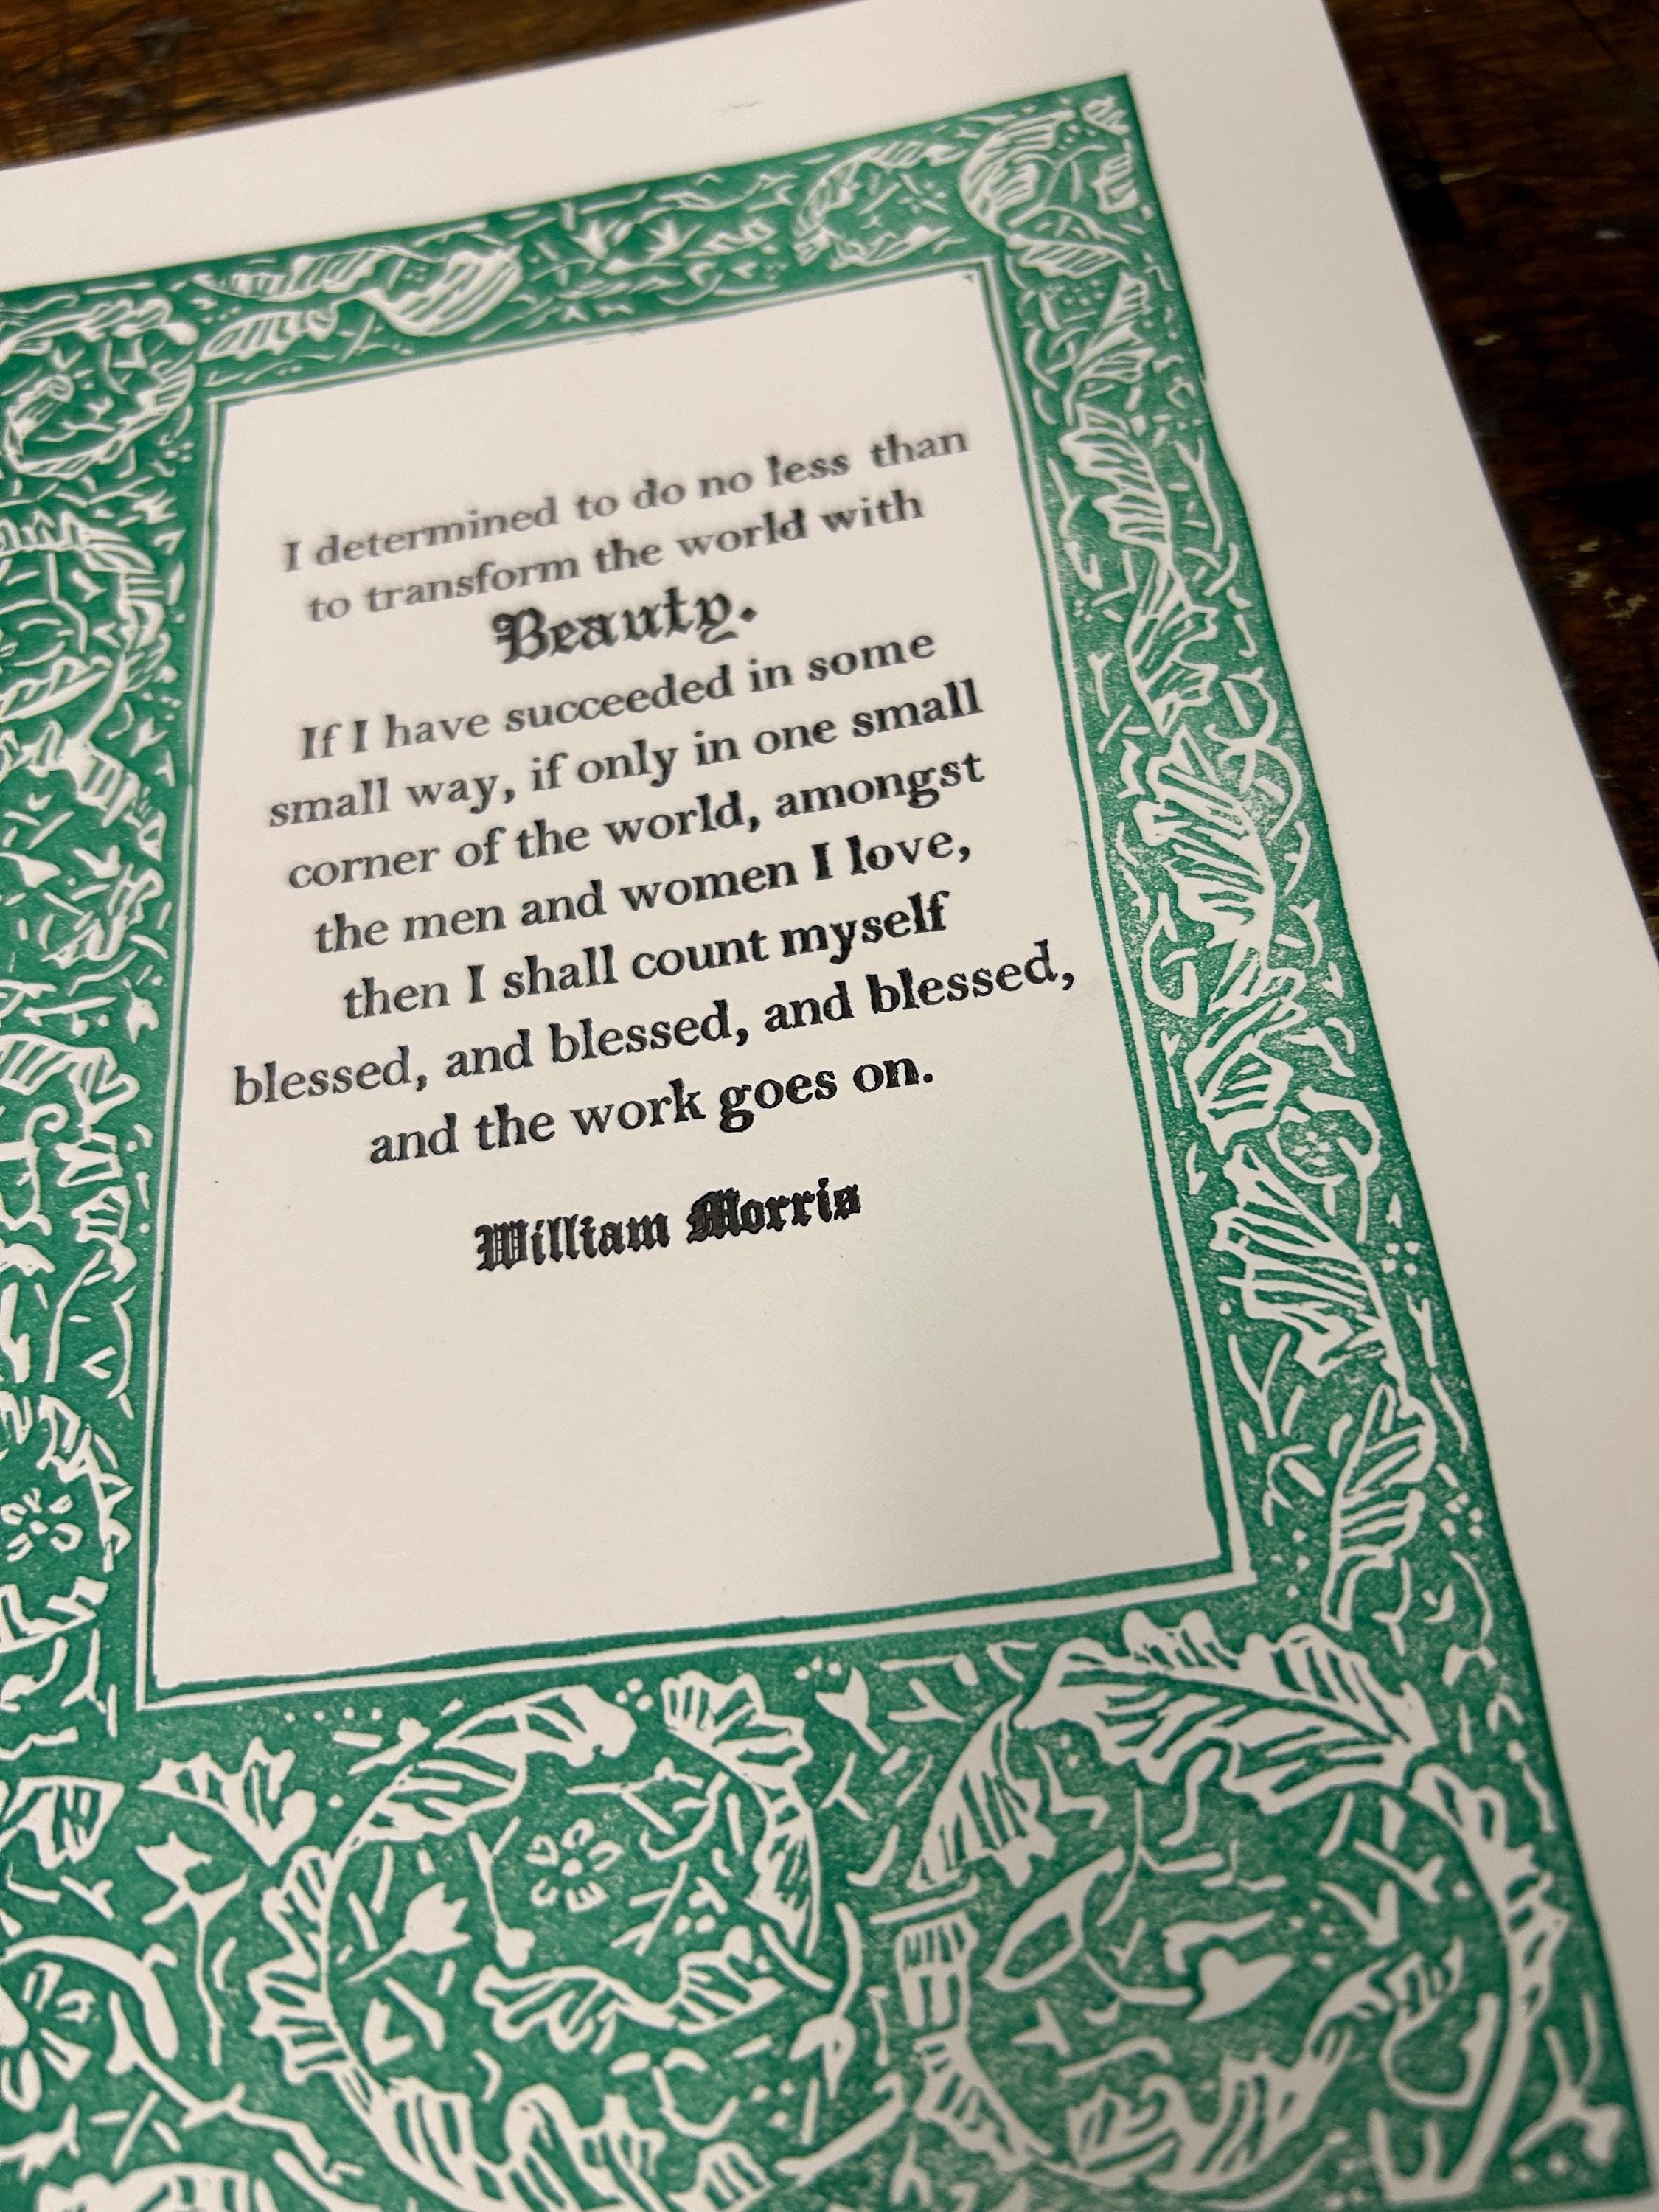 I determined to do no less than
to transform the world with
Beauty.
If I have succeeded in some
small way, if only in one small
corner of the world, amongst
the men and women I love,
then I shall count myself
blessed, and blessed, and blessed,
and the work goes on.
William Morris